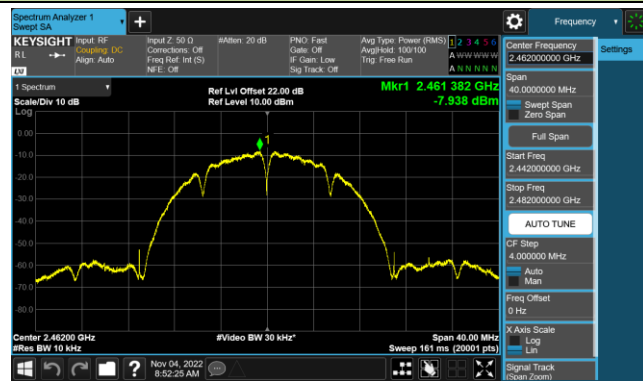 Spectrum Analyzer 1
Swept SA
Frequency
KEYSIGHT
RL
Input: RF
Coupling: DC
Align: Auto
Input Z: 50 Ω
Corrections: Off
Freq Ref: Int (S)
NFE: Off
#Atten: 20 dB
PNO: Fast
Gate: Off
IF Gain: Low
Sig Track: Off
Avg Type: Power (RMS)
Avg|Hold: 100/100
Trig: Free Run
1 2 3 4 5 6
A W W W W W
A N N N N N
LXI
1 Spectrum
Scale/Div 10 dB
Log
Ref Lvl Offset 22.00 dB
Ref Level 10.00 dBm
Mkr1 2.461 382 GHz
-7.938 dBm
1
0.00
-10.0
-20.0
-30.0
-40.0
-50.0
-60.0
-70.0
-80.0
Center 2.46200 GHz
#Res BW 10 kHz
#Video BW 30 kHz*
Span 40.00 MHz
Sweep 161 ms (20001 pts)
Nov 04, 2022
8:52:25 AM
Settings
Center Frequency
2.462000000 GHz
Span
40.0000000 MHz
Swept Span
Zero Span
Full Span
Start Freq
2.442000000 GHz
Stop Freq
2.482000000 GHz
AUTO TUNE
CF Step
4.000000 MHz
Auto
Man
Freq Offset
0 Hz
X Axis Scale
Log
Lin
Signal Track
(Span Zoom)